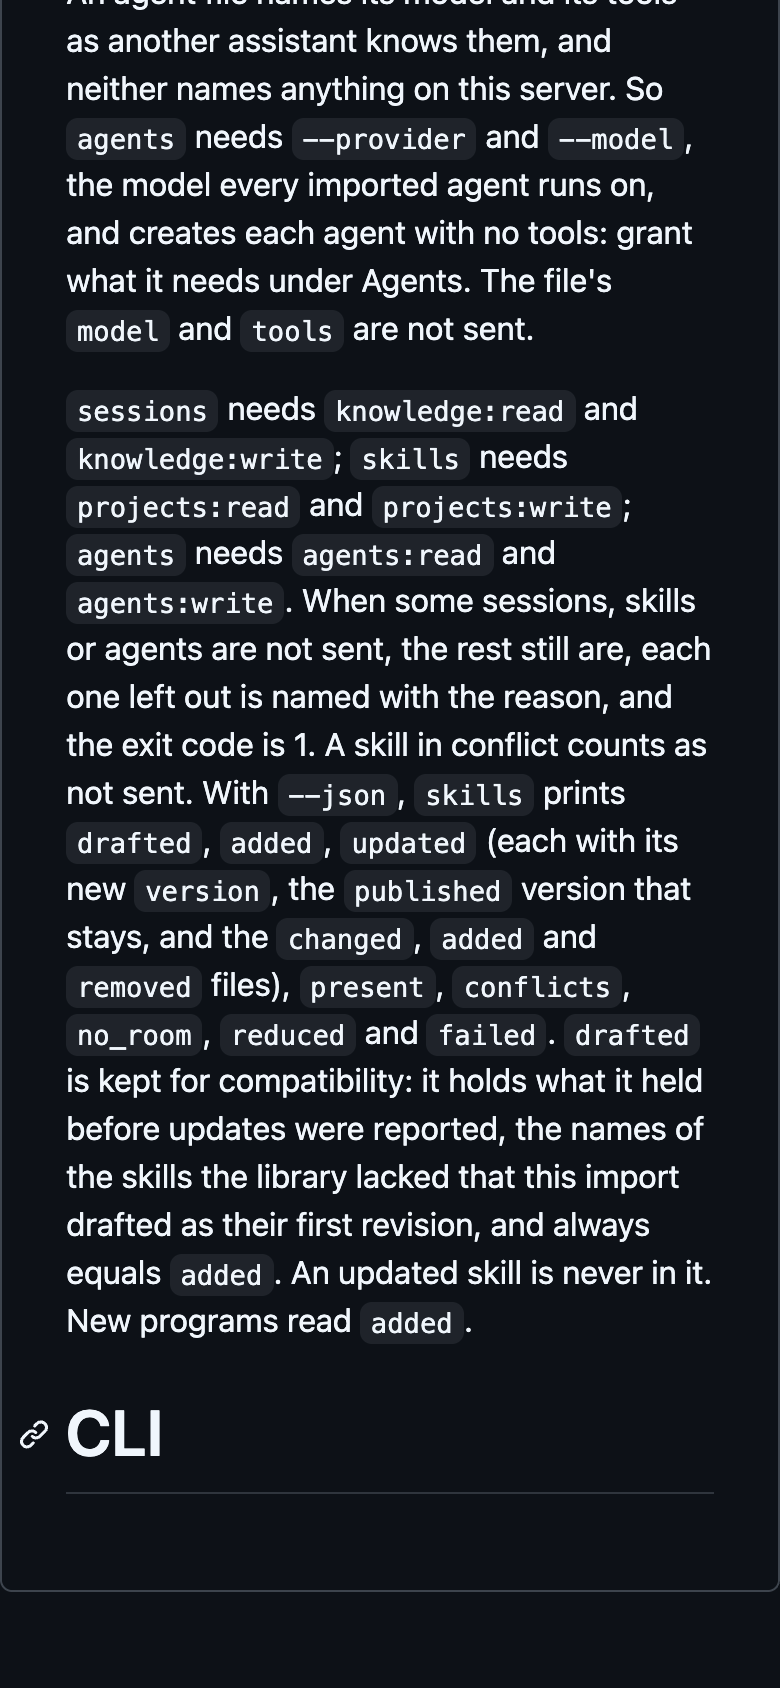 An agent file names its model and its tools
as another assistant knows them, and
neither names anything on this server. So
agents needs --provider and --model,
the model every imported agent runs on,
and creates each agent with no tools: grant
what it needs under Agents. The file's
model and tools are not sent.
sessions needs knowledge:read and
knowledge:write; skills needs
projects:read and projects:write;
agents needs agents:read and
agents:write. When some sessions, skills
or agents are not sent, the rest still are, each
one left out is named with the reason, and
the exit code is 1. A skill in conflict counts as
not sent. With --json, skills prints
drafted, added, updated (each with its
new version, the published version that
stays, and the changed, added and
removed files), present, conflicts,
no_room, reduced and failed. drafted
is kept for compatibility: it holds what it held
before updates were reported, the names of
the skills the library lacked that this import
drafted as their first revision, and always
equals added. An updated skill is never in it.
New programs read added.
CLI